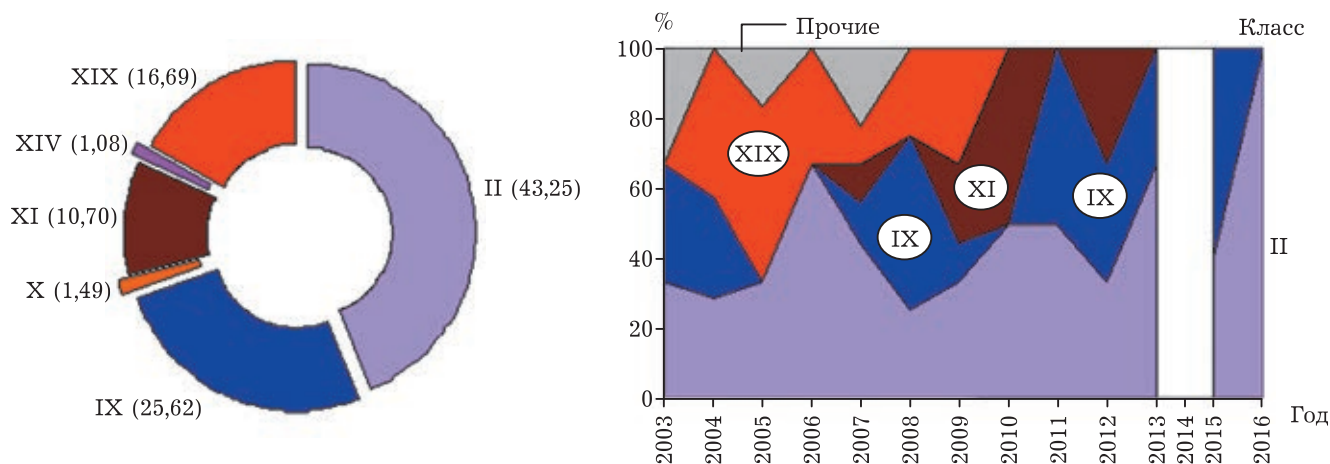 XIX (16,69)
XIV (1,08)
XI (10,70)
X (1,49)
IX (25,62)
II (43,25)
%
Прочие
Класс
100
80
60
40
20
0
XIX
XI
IX
IX
II
2003
2004
2005
2006
2007
2008
2009
2010
2011
2012
2013
2014
2015
2016
Год